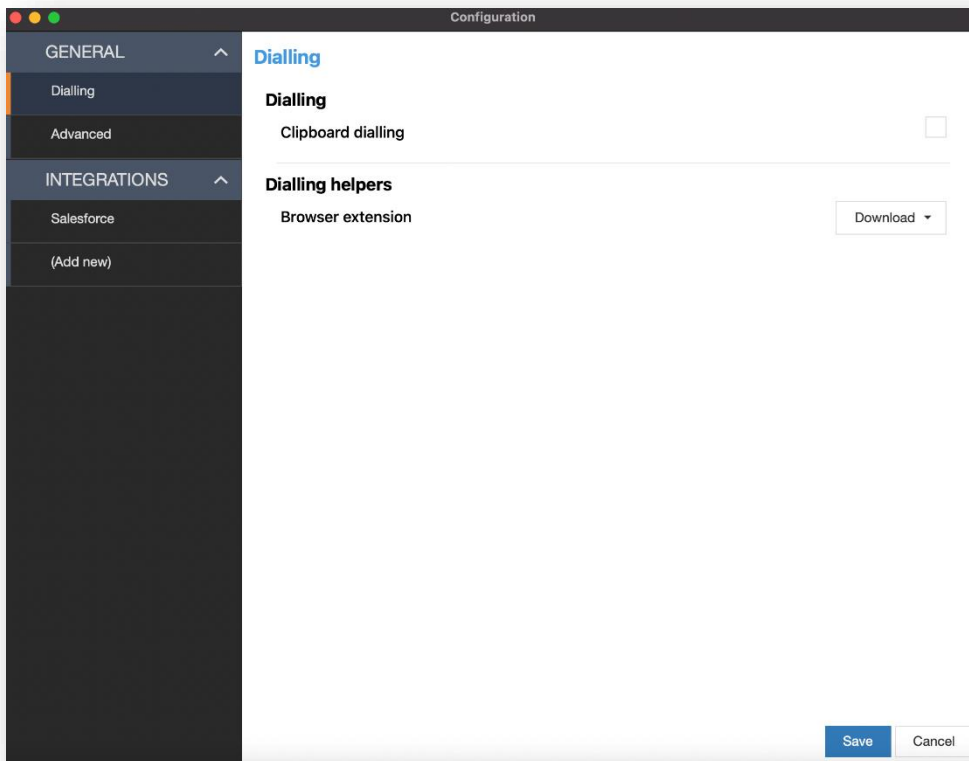 Configuration
GENERAL
Dialling
Advanced
INTEGRATIONS
Salesforce
(Add new)
Dialling
Dialling
Clipboard dialling
Dialling helpers
Browser extension
Download
Save Cancel